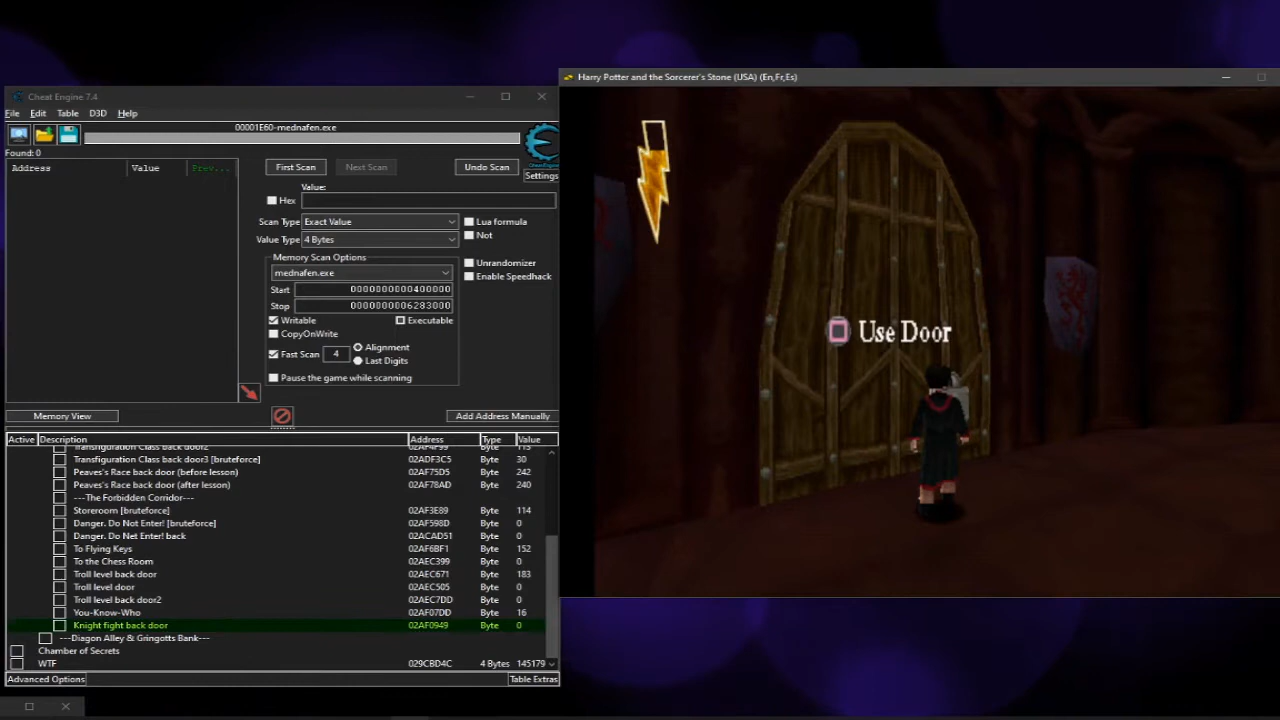 Harry Potter and the Sorcerer's Stone (USA) (En,Fr,Es)
Cheat Engine 7.4
File Edit Table D3D Help
00001E60-mednafen.exe
Found: 0
Address Value Prev...
First Scan Next Scan Undo Scan
Settings
Value:
Hex
Scan Type Exact Value
Lua formula
Not
Value Type 4 Bytes
Memory Scan Options
mednafen.exe
Unrandomizer
Enable Speedhack
Start 0000000000400000
Stop 0000000006283000
Writable Executable
CopyOnWrite
Fast Scan 4 Alignment
Last Digits
Pause the game while scanning
Memory View Add Address Manually
Active Description Address Type Value
Transfiguration Class back door2 02AF4F99 Byte 113
Transfiguration Class back door3 [bruteforce] 02ADF3C5 Byte 30
Peaves's Race back door (before lesson) 02AF75D5 Byte 242
Peaves's Race back door (after lesson) 02AF78AD Byte 240
---The Forbidden Corridor---
Storeroom [bruteforce] 02AF3E89 Byte 114
Danger. Do Not Enter! [bruteforce] 02AF598D Byte 0
Danger. Do Net Enter! back 02ACAD51 Byte 0
To Flying Keys 02AF6BF1 Byte 152
To the Chess Room 02AEC399 Byte 0
Troll level back door 02AEC671 Byte 183
Troll level door 02AEC505 Byte 0
Troll level back door2 02AEC7DD Byte 0
You-Know-Who 02AF07DD Byte 16
Knight fight back door 02AF0949 Byte 0
---Diagon Alley & Gringotts Bank---
Chamber of Secrets
WTF 029CBD4C 4 Bytes 145179
Advanced Options Table Extras
Use Door